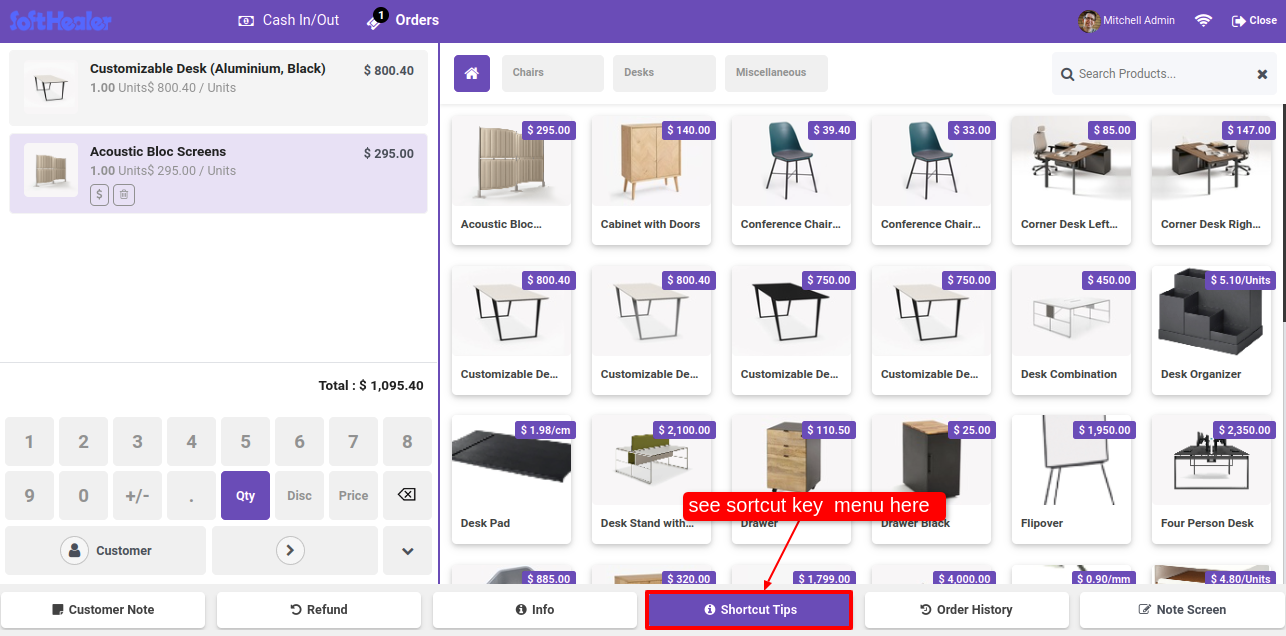 SoftHealer
Cash In/Out
1
Orders
Mitchell Admin
Close
Customizable Desk (Aluminium, Black)
$ 800.40
1.00 Units$ 800.40 / Units
Acoustic Bloc Screens
$ 295.00
1.00 Units$ 295.00 / Units
$
Total : $ 1,095.40
1 2 3 4 5 6 7 8
9 0 +/- . Qty Disc Price
Customer
Chairs
Desks
Miscellaneous
Search Products...
$ 295.00
Acoustic Bloc...
$ 140.00
Cabinet with Doors
$ 39.40
Conference Chair...
$ 33.00
Conference Chair...
$ 85.00
Corner Desk Left...
$ 147.00
Corner Desk Righ...
$ 800.40
Customizable De...
$ 800.40
Customizable De...
$ 750.00
Customizable De...
$ 750.00
Customizable De...
$ 450.00
Desk Combination
$ 5.10/Units
Desk Organizer
$ 1.98/cm
Desk Pad
$ 2,100.00
Desk Stand with...
$ 110.50
Drawer
$ 25.00
Drawer Black
$ 1,950.00
Flipover
$ 2,350.00
Four Person Desk
see sortcut key menu here
$ 885.00
$ 320.00
$ 1,799.00
$ 4,000.00
$ 0.90/mm
$ 4.80/Units
Customer Note
Refund
Info
Shortcut Tips
Order History
Note Screen